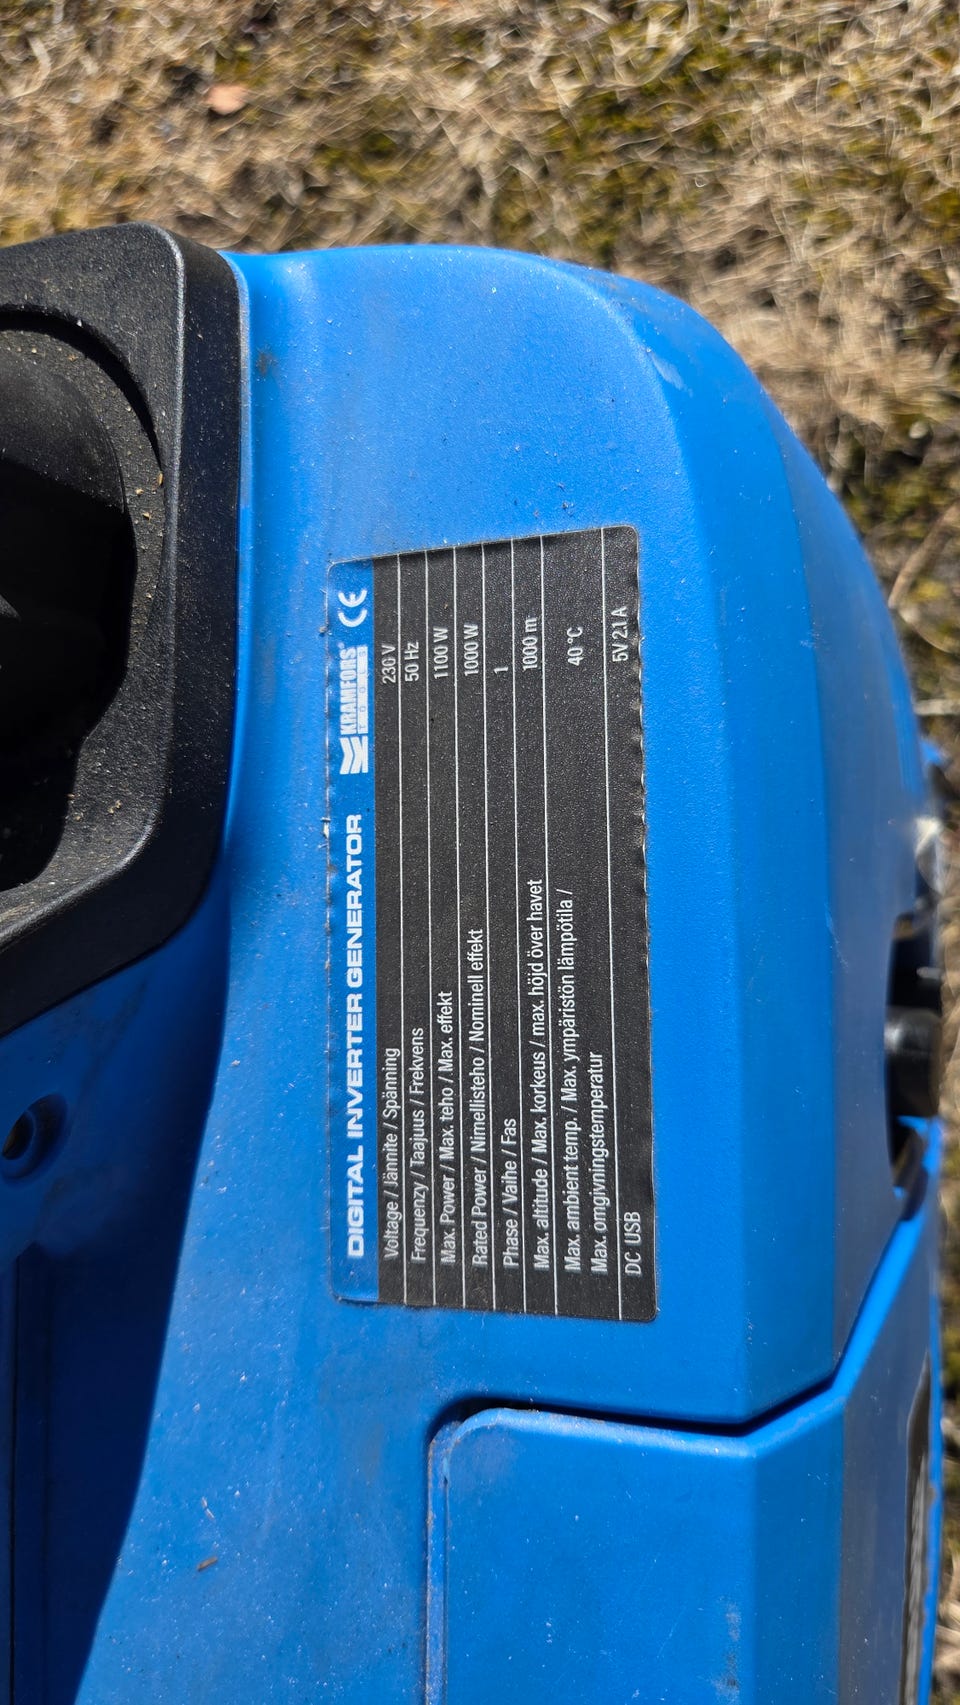 DIGITAL INVERTER GENERATOR KRAMFORS CE
Voltage / Jännite / Spänning 230 V
Frequenzy / Taajuus / Frekvens 50 Hz
Max. Power / Max. teho / Max. effekt 1100 W
Rated Power / Nimellisteho / Nominell effekt 1000 W
Phase / Vaihe / Fas 1
Max. altitude / Max. korkeus / max. höjd över havet 1000 m
Max. ambient temp. / Max. ympäristön lämpötila / 40 °C
Max. omgivningstemperatur
DC USB 5V 2.1 A